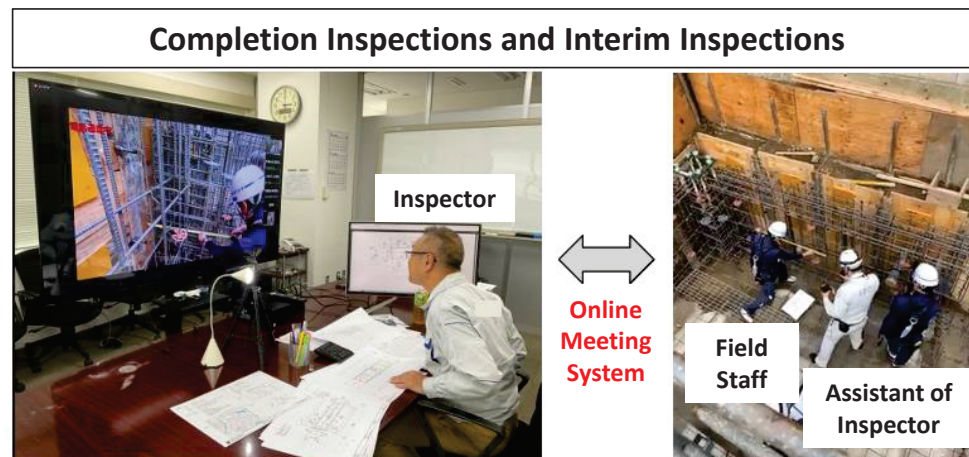 Completion Inspections and Interim Inspections
Inspector
Online
Meeting
System
Field
Staff
Assistant of
Inspector